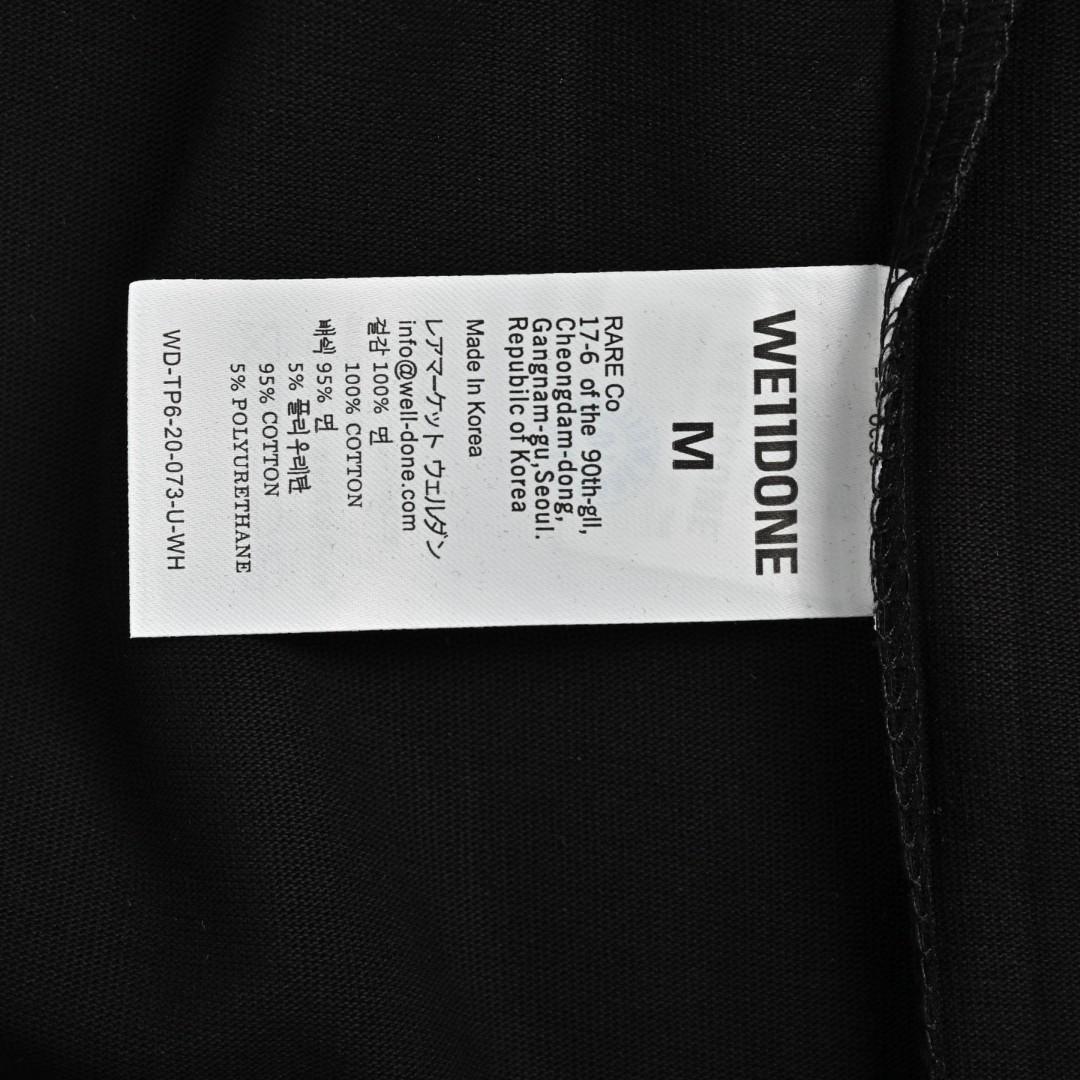 WE11DONE
M
RARE Co
17-6 of the 90th-gil,
Cheongdam-dong,
Gangnam-gu,Seoul.
Republic of Korea
Made In Korea
レアマーケット ウェルダン
info@well-done.com
겉감 100% 면
100% COTTON
배쉑 95% 면
5% 폴리 우레탄
95% COTTON
5% POLYURETHANE
WD-TP6-20-073-U-WH